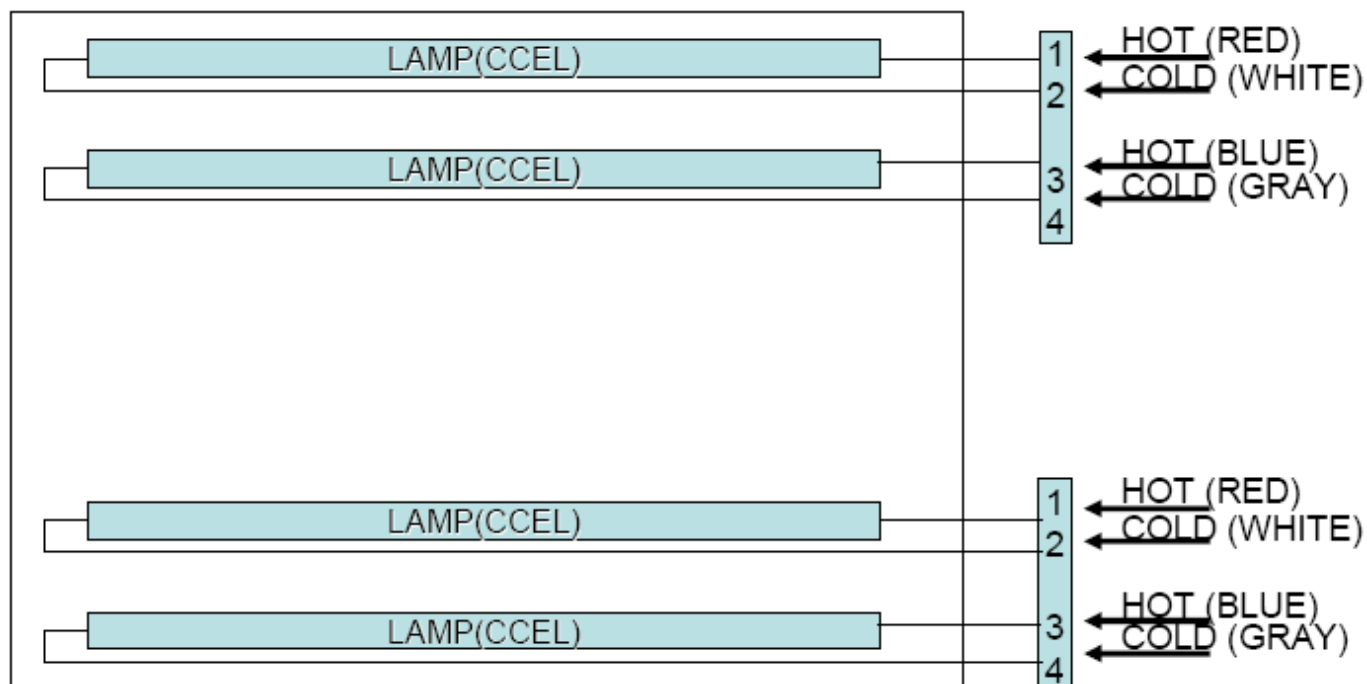 LAMP(CCEL)
1
HOT (RED)
2
COLD (WHITE)
LAMP(CCEL)
3
HOT (BLUE)
4
COLD (GRAY)
LAMP(CCEL)
1
HOT (RED)
2
COLD (WHITE)
LAMP(CCEL)
3
HOT (BLUE)
4
COLD (GRAY)